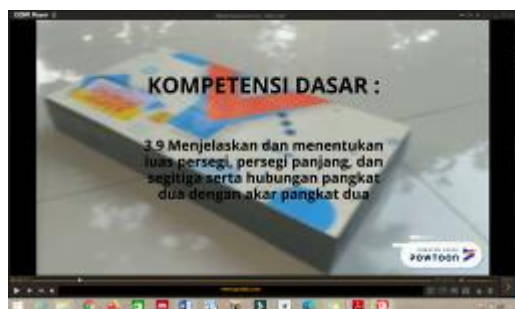 KOMPETENSI DASAR :
3.9 Menjelaskan dan menentukan
luas persegi, persegi panjang, dan
segitiga serta hubungan pangkat
dua dengan akar pangkat dua
POWTOON